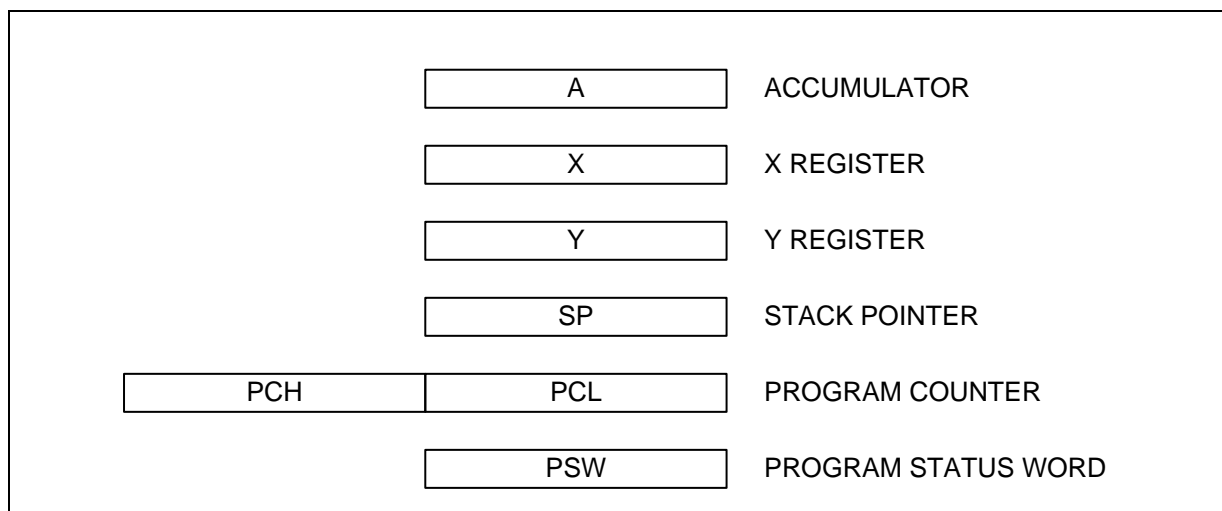 A ACCUMULATOR
X X REGISTER
Y Y REGISTER
SP STACK POINTER
PCH PCL PROGRAM COUNTER
PSW PROGRAM STATUS WORD